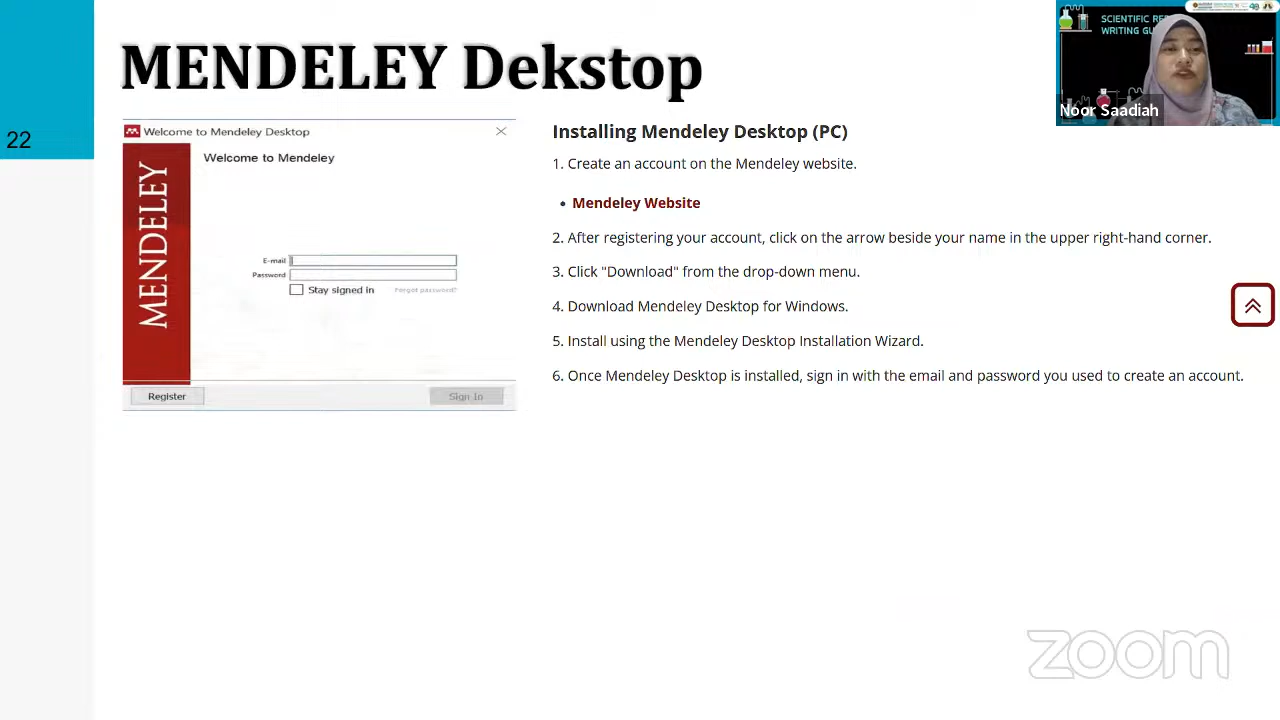 MENDELEY Dekstop
22
Welcome to Mendeley Desktop
Welcome to Mendeley
MENDELEY
E-mail
Password
Stay signed in
Forgot password?
Register
Sign In
Installing Mendeley Desktop (PC)
1. Create an account on the Mendeley website.
• Mendeley Website
2. After registering your account, click on the arrow beside your name in the upper right-hand corner.
3. Click "Download" from the drop-down menu.
4. Download Mendeley Desktop for Windows.
5. Install using the Mendeley Desktop Installation Wizard.
6. Once Mendeley Desktop is installed, sign in with the email and password you used to create an account.
SCIENTIFIC RE
WRITING GU
Noor Saadiah
zoom